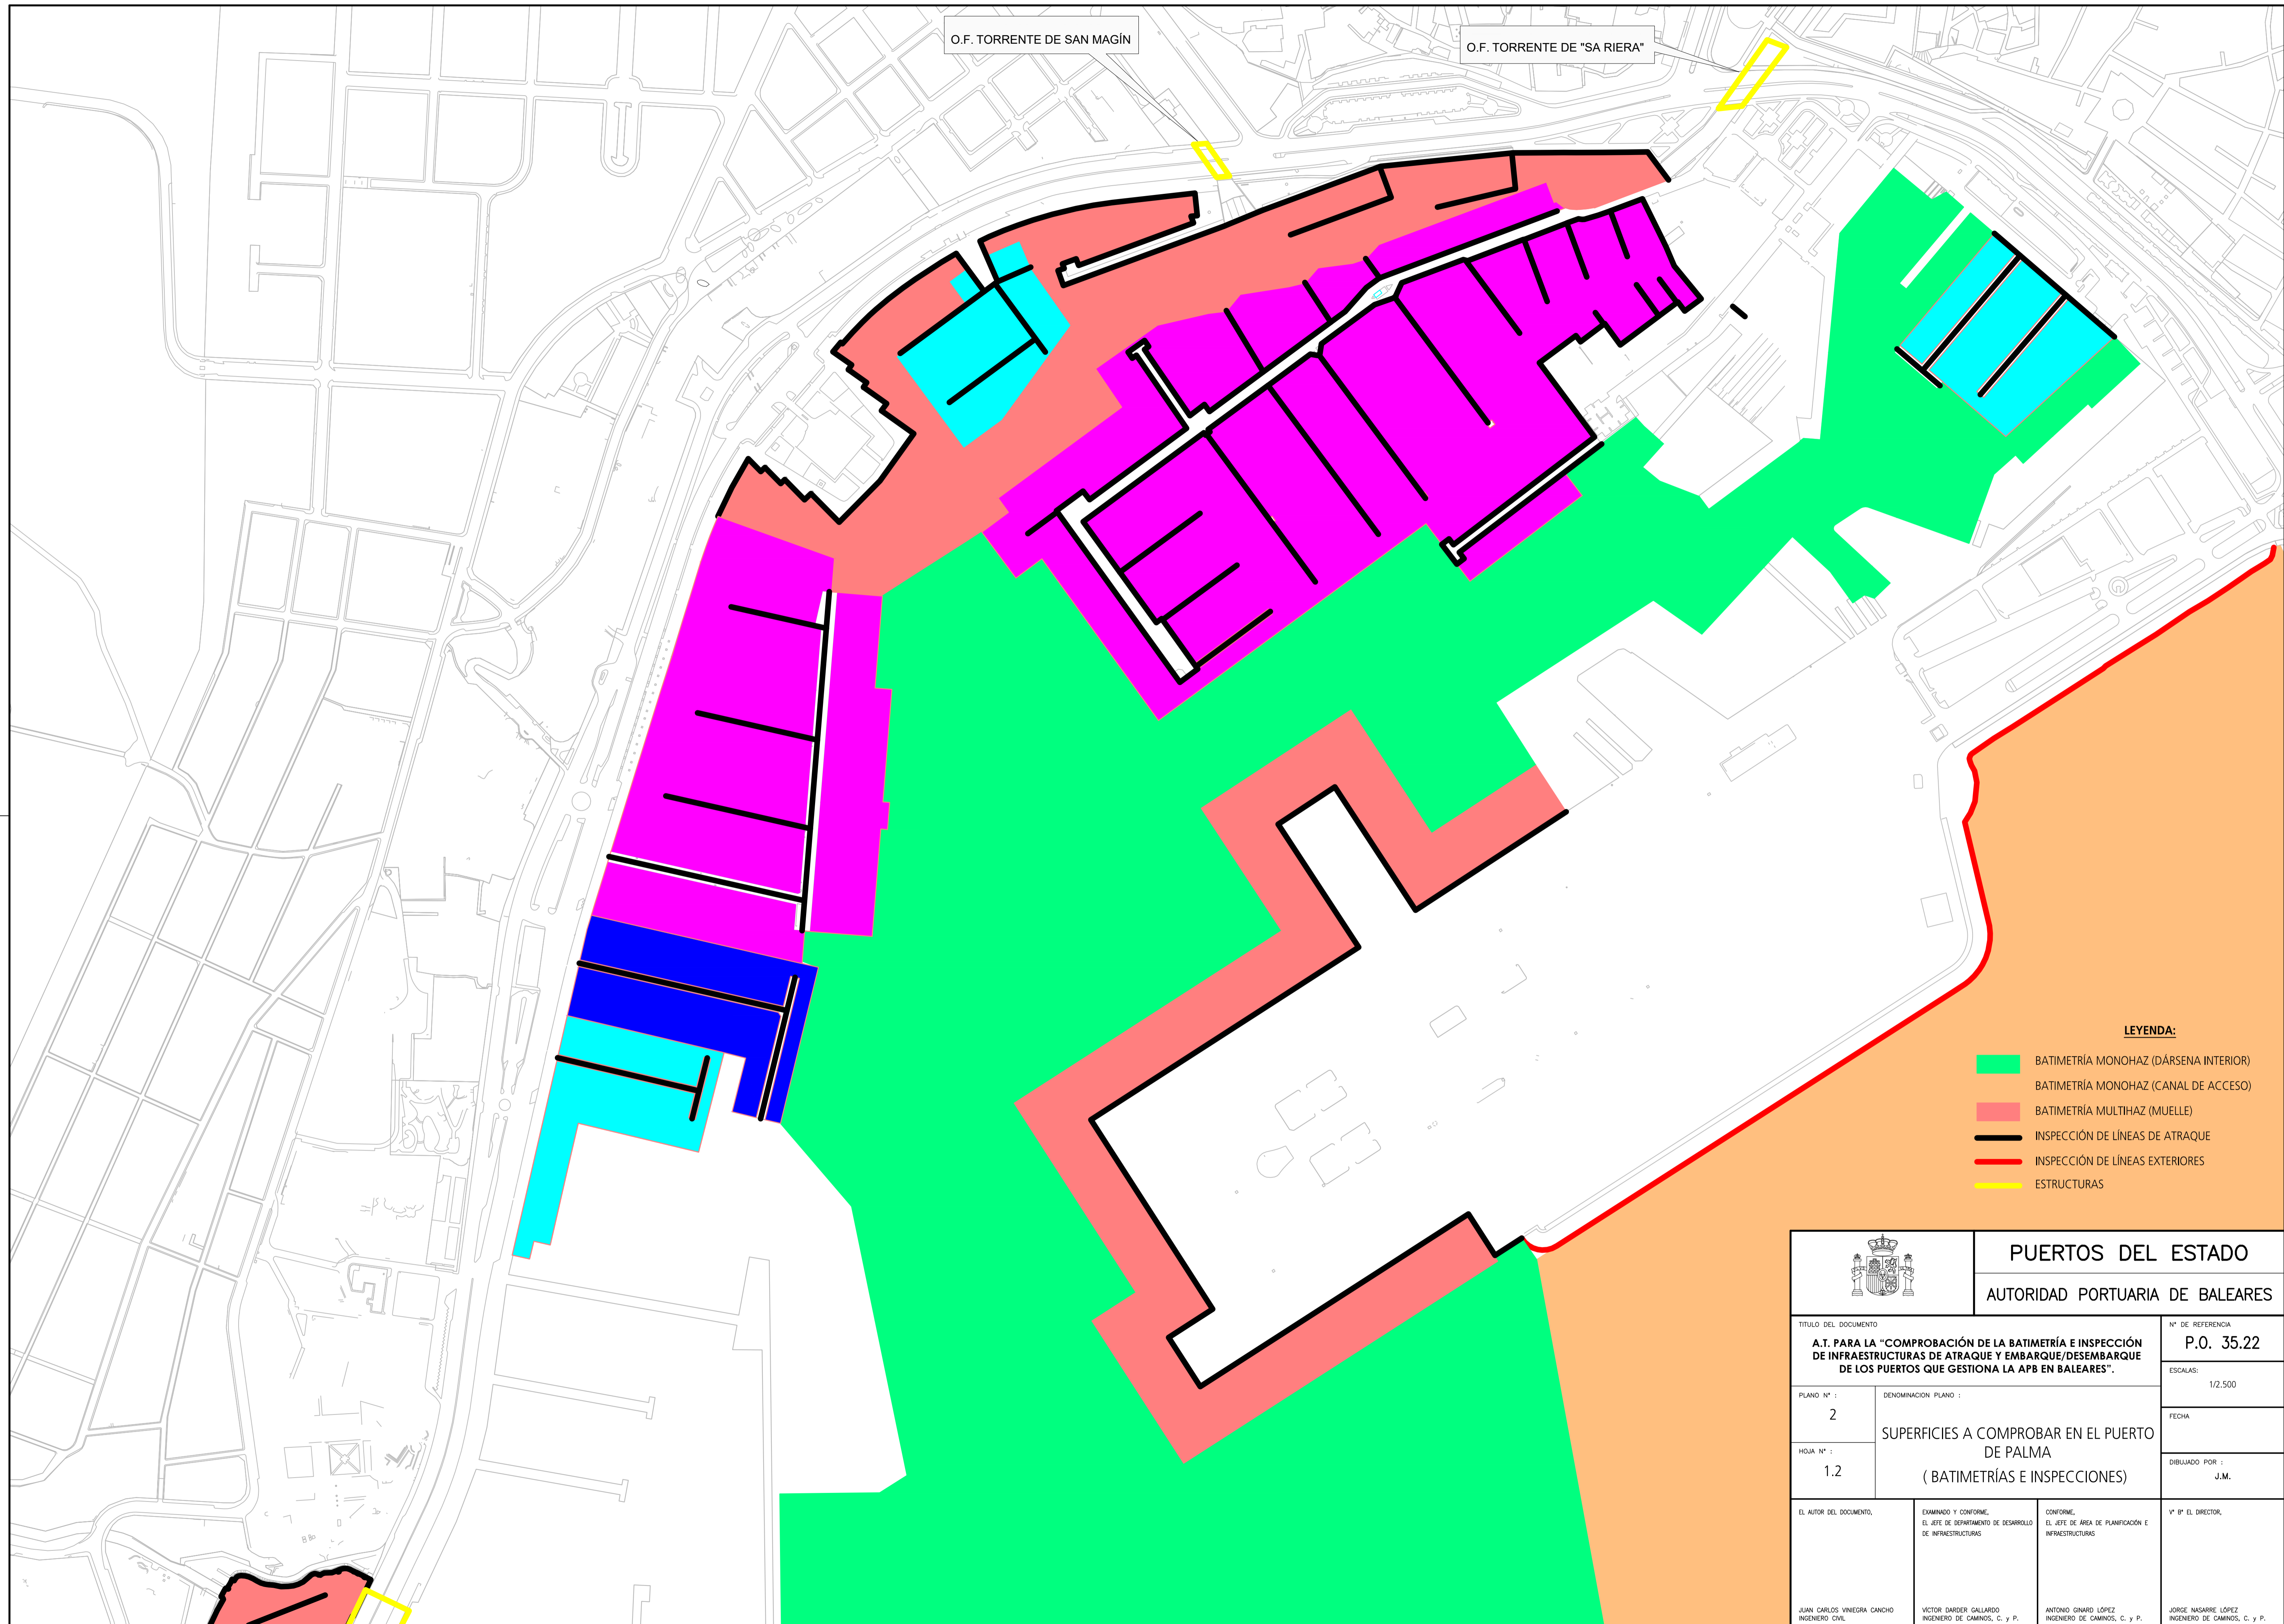 O.F. TORRENTE DE SAN MAGÍN
O.F. TORRENTE DE "SA RIERA"
LEYENDA:
BATIMETRÍA MONOHAZ (DÁRSENA INTERIOR)
BATIMETRÍA MONOHAZ (CANAL DE ACCESO)
BATIMETRÍA MULTIHAZ (MUELLE)
INSPECCIÓN DE LÍNEAS DE ATRAQUE
INSPECCIÓN DE LÍNEAS EXTERIORES
ESTRUCTURAS
PUERTOS DEL ESTADO
AUTORIDAD PORTUARIA DE BALEARES
TITULO DEL DOCUMENTO
A.T. PARA LA “COMPROBACIÓN DE LA BATIMETRÍA E INSPECCIÓN
DE INFRAESTRUCTURAS DE ATRAQUE Y EMBARQUE/DESEMBARQUE
DE LOS PUERTOS QUE GESTIONA LA APB EN BALEARES”.
Nº DE REFERENCIA
P.O. 35.22
ESCALAS:
1/2.500
PLANO Nº :
2
DENOMINACION PLANO :
SUPERFICIES A COMPROBAR EN EL PUERTO
DE PALMA
( BATIMETRÍAS E INSPECCIONES)
FECHA
HOJA Nº :
1.2
DIBUJADO POR :
J.M.
EL AUTOR DEL DOCUMENTO,
JUAN CARLOS VINIEGRA CANCHO
INGENIERO CIVIL
EXAMINADO Y CONFORME,
EL JEFE DE DEPARTAMENTO DE DESARROLLO
DE INFRAESTRUCTURAS
VÍCTOR DARDER GALLARDO
INGENIERO DE CAMINOS, C. y P.
CONFORME,
EL JEFE DE ÁREA DE PLANIFICACIÓN E
INFRAESTRUCTURAS
ANTONIO GINARD LÓPEZ
INGENIERO DE CAMINOS, C. y P.
Vº Bº EL DIRECTOR,
JORGE NASARRE LÓPEZ
INGENIERO DE CAMINOS, C. y P.